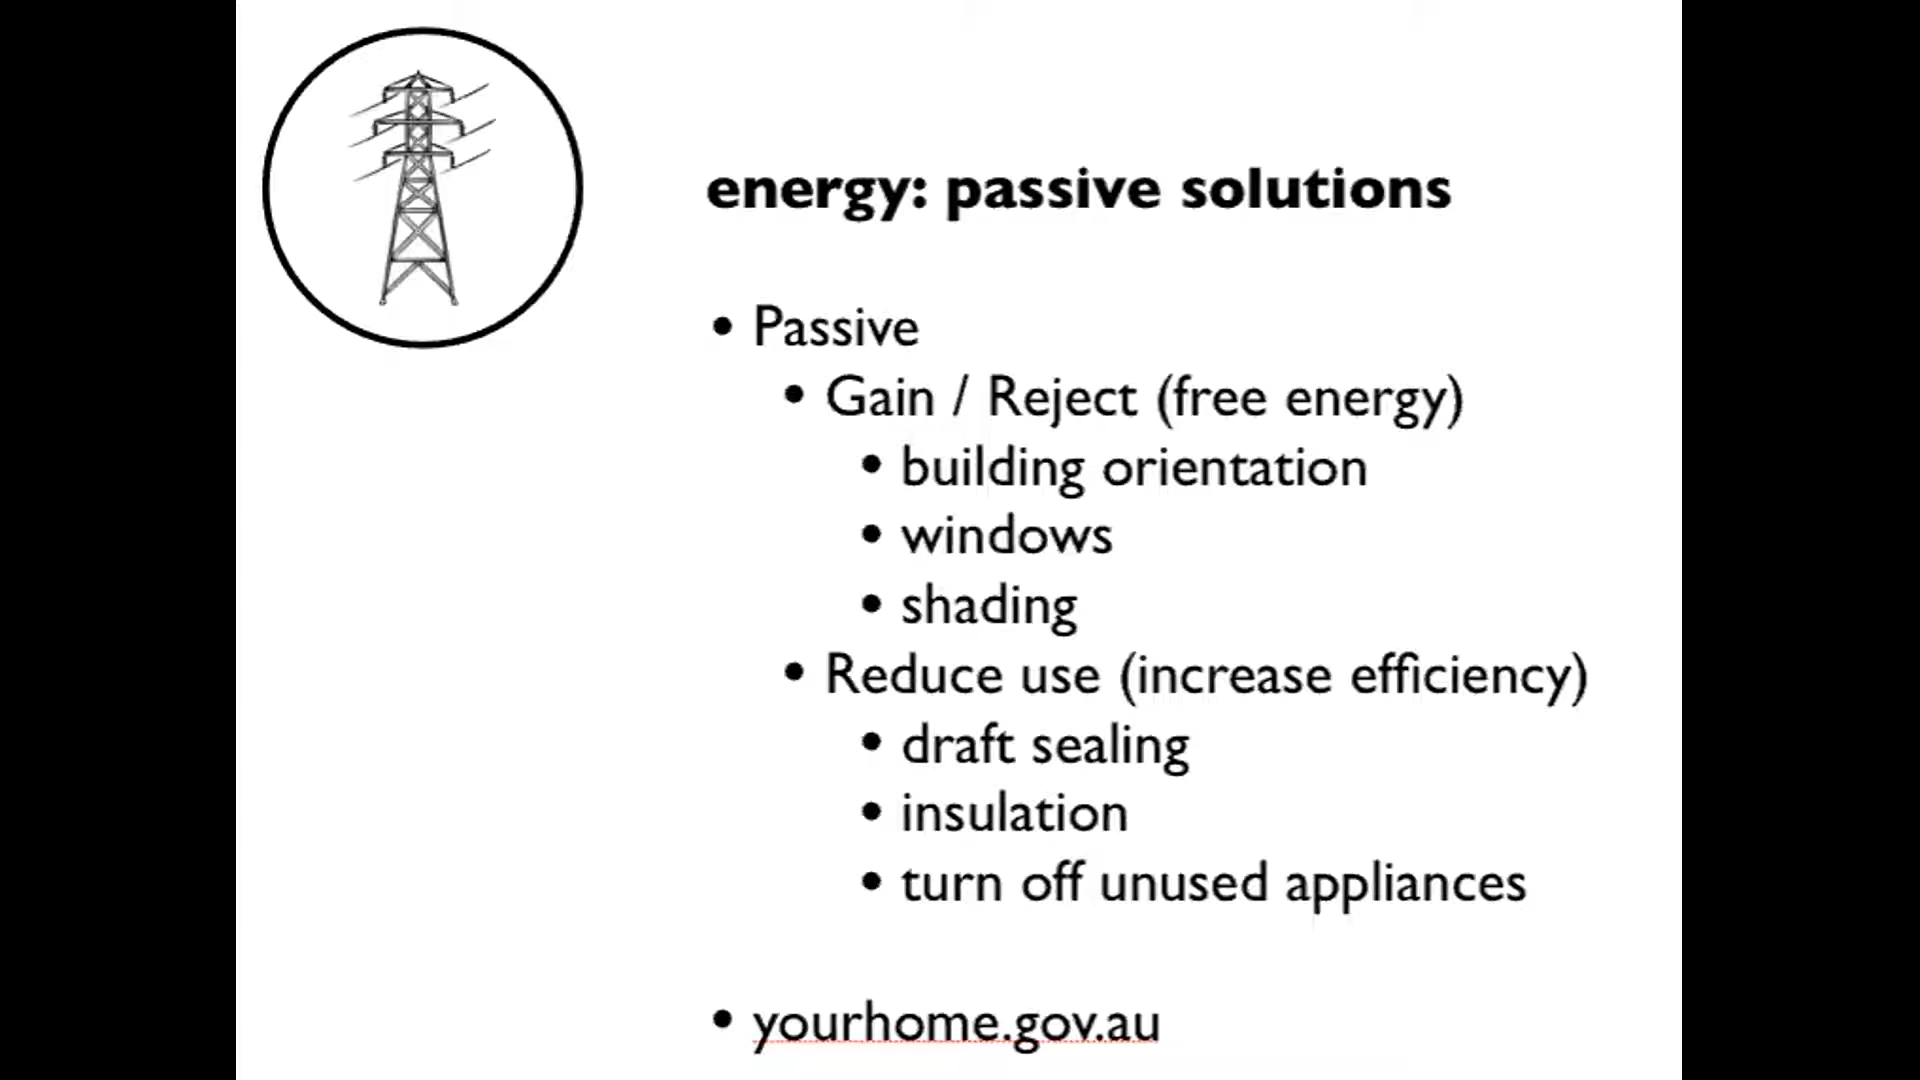 energy: passive solutions
• Passive
• Gain / Reject (free energy)
• building orientation
• windows
• shading
• Reduce use (increase efficiency)
• draft sealing
• insulation
• turn off unused appliances
• yourhome.gov.au